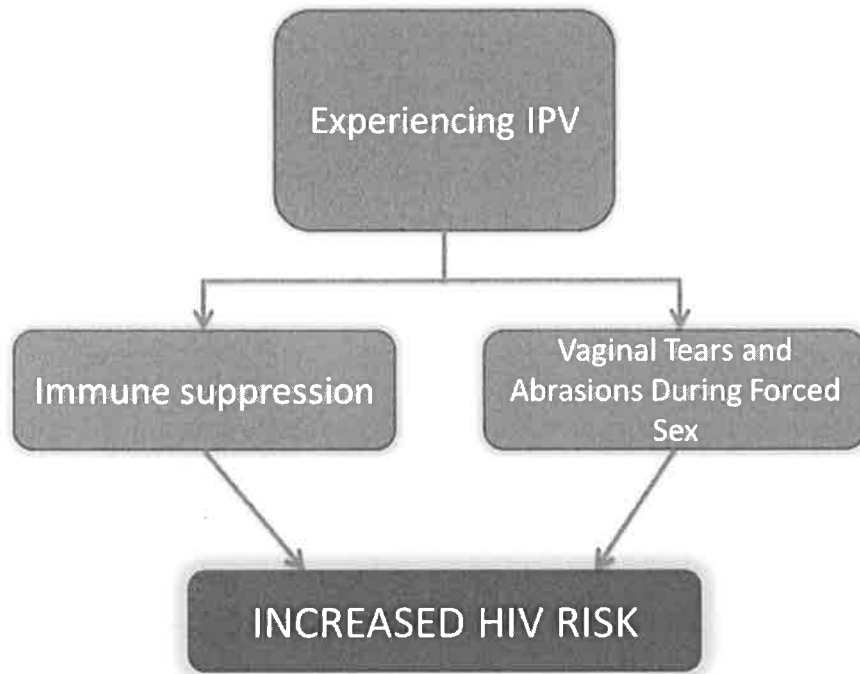 Experiencing IPV
Immune suppression
Vaginal Tears and
Abrasions During Forced
Sex
INCREASED HIV RISK